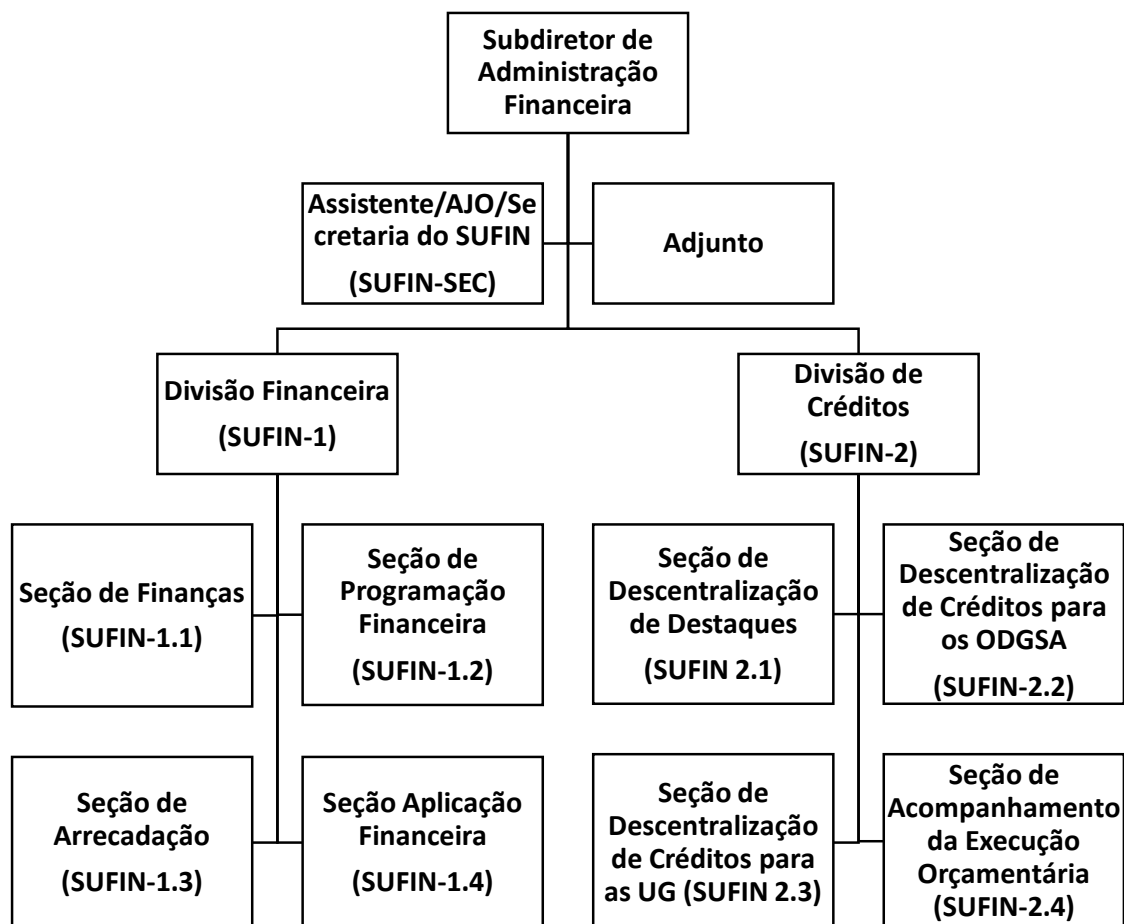 Subdiretor de
Administração
Financeira
Assistente/AJO/Se
cretaria do SUFIN
(SUFIN-SEC)
Adjunto
Divisão Financeira
(SUFIN-1)
Divisão de
Créditos
(SUFIN-2)
Seção de Finanças
(SUFIN-1.1)
Seção de
Programação
Financeira
(SUFIN-1.2)
Seção de
Descentralização
de Destaques
(SUFIN 2.1)
Seção de
Descentralização
de Créditos para
os ODGSA
(SUFIN-2.2)
Seção de
Arrecadação
(SUFIN-1.3)
Seção Aplicação
Financeira
(SUFIN-1.4)
Seção de
Descentralização
de Créditos para
as UG (SUFIN 2.3)
Seção de
Acompanhamento
da Execução
Orçamentária
(SUFIN-2.4)